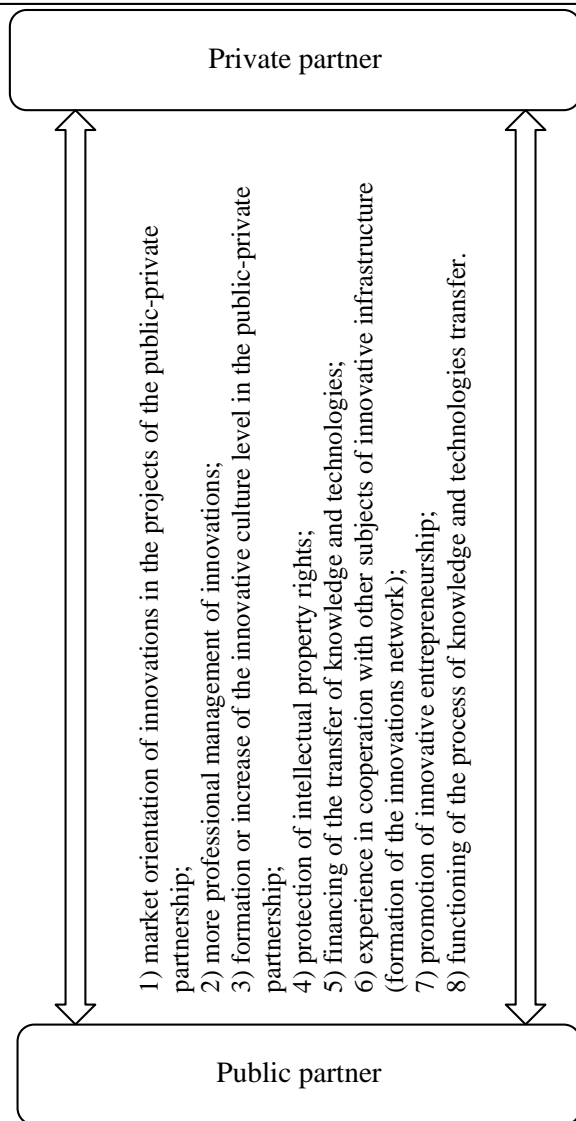 Private partner
1) market orientation of innovations in the projects of the public-private
partnership;
2) more professional management of innovations;
3) formation or increase of the innovative culture level in the public-private
partnership;
4) protection of intellectual property rights;
5) financing of the transfer of knowledge and technologies;
6) experience in cooperation with other subjects of innovative infrastructure
(formation of the innovations network);
7) promotion of innovative entrepreneurship;
8) functioning of the process of knowledge and technologies transfer.
Public partner